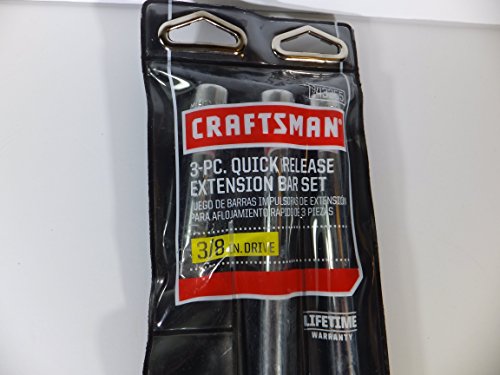 CRAFTSMAN®
3-PC. QUICK RELEASE
EXTENSION BAR SET
JUEGO DE BARRAS IMPULSORAS DE EXTENSIÓN
PARA AFLOJAMIENTO RÁPIDO DE 3 PIEZAS
3/8 IN. DRIVE
LIFETIME
WARRANTY